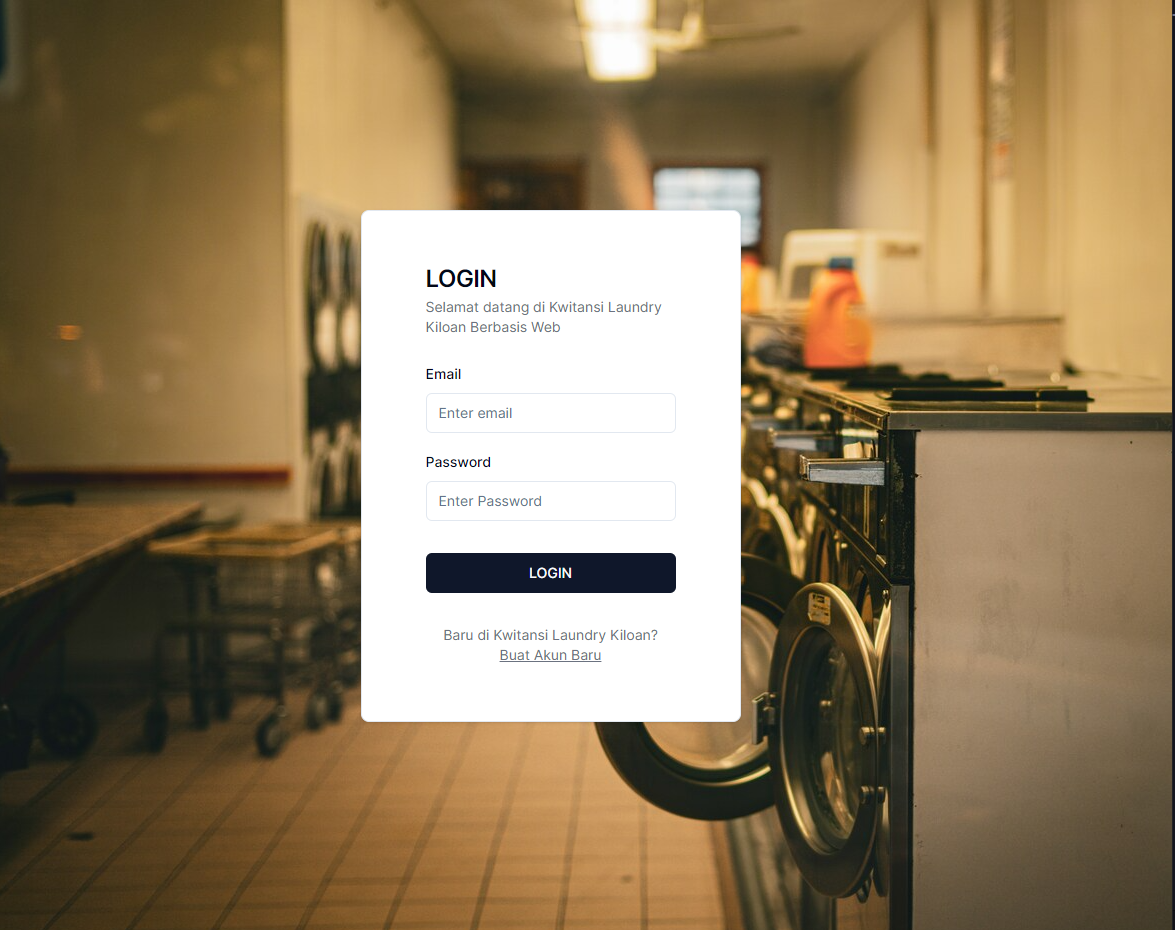 LOGIN
Selamat datang di Kwitansi Laundry
Kiloan Berbasis Web
Email
Enter email
Password
Enter Password
LOGIN
Baru di Kwitansi Laundry Kiloan?
Buat Akun Baru